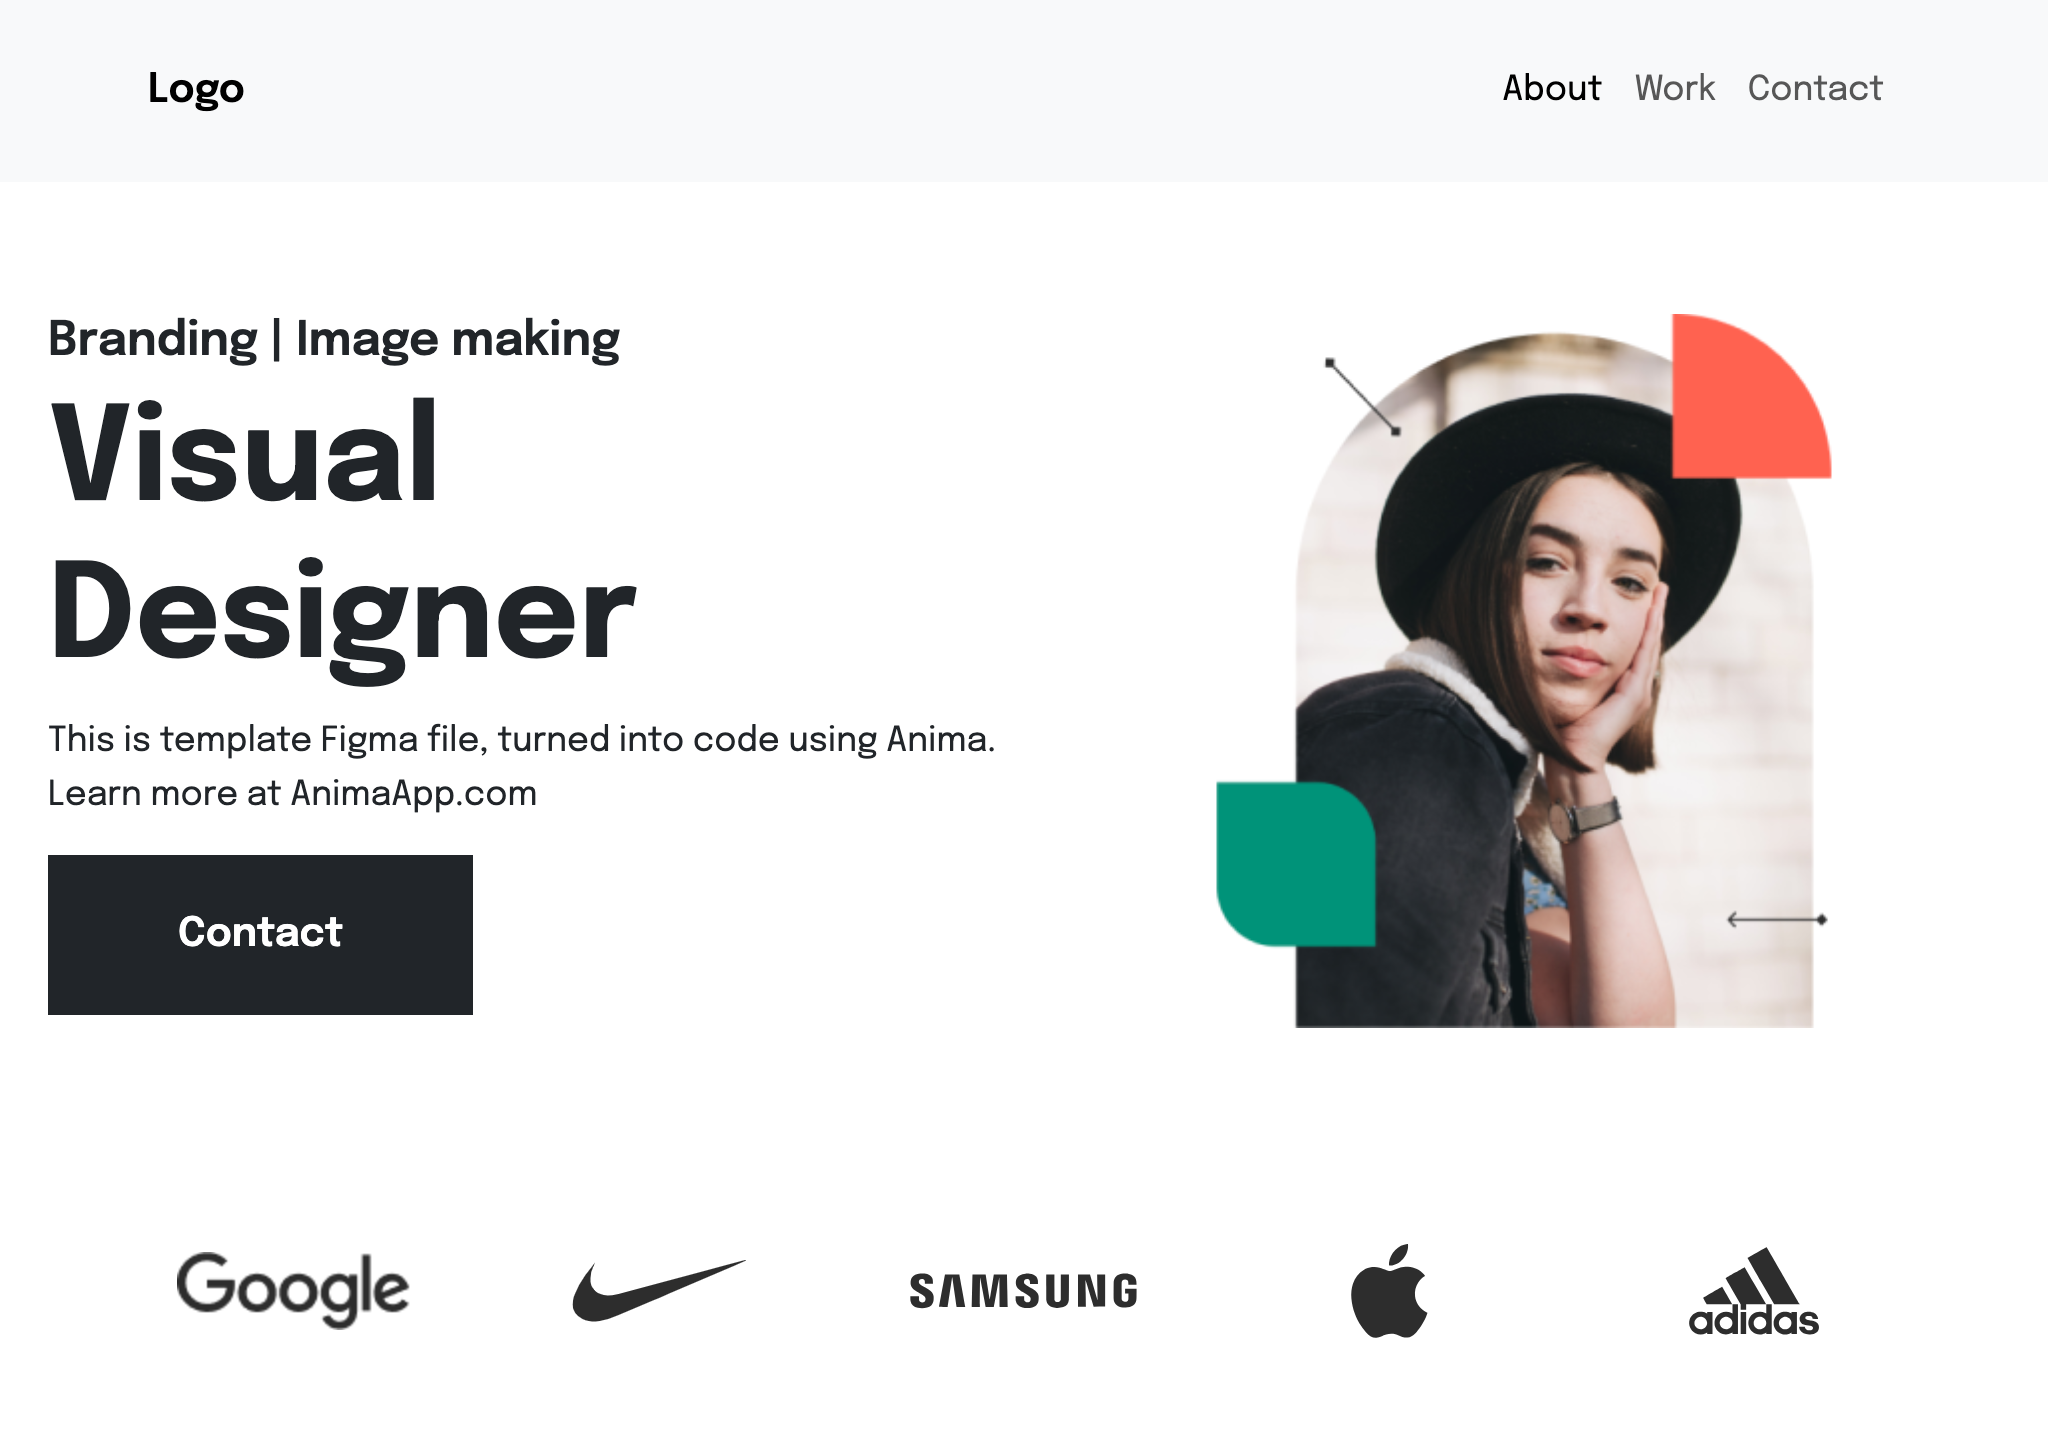 Logo
About Work Contact
Branding | Image making
Visual
Designer
This is template Figma file, turned into code using Anima.
Learn more at AnimaApp.com
Contact
Google
SAMSUNG
adidas